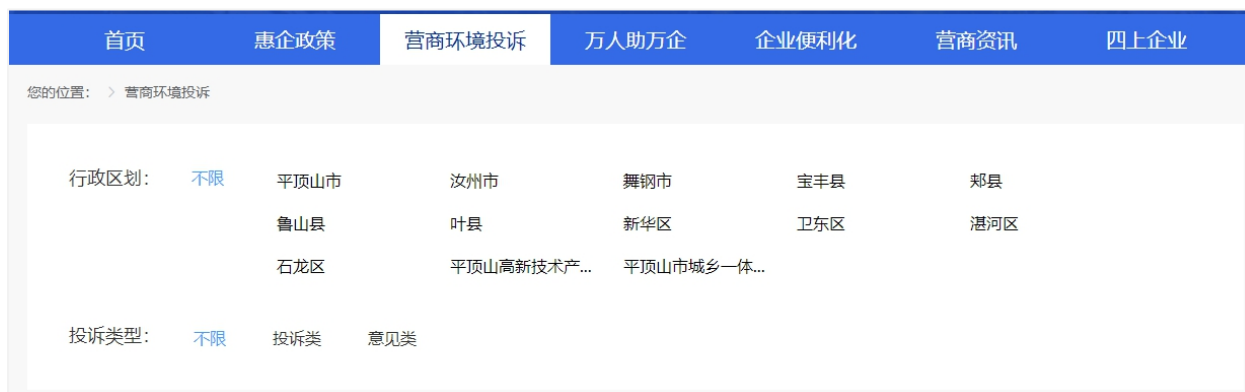 首页 惠企政策 营商环境投诉 万人助万企 企业便利化 营商资讯 四上企业
您的位置： > 营商环境投诉
行政区划： 不限 平顶山市 汝州市 舞钢市 宝丰县 郏县
鲁山县 叶县 新华区 卫东区 湛河区
石龙区 平顶山高新技术产... 平顶山市城乡一体...
投诉类型： 不限 投诉类 意见类